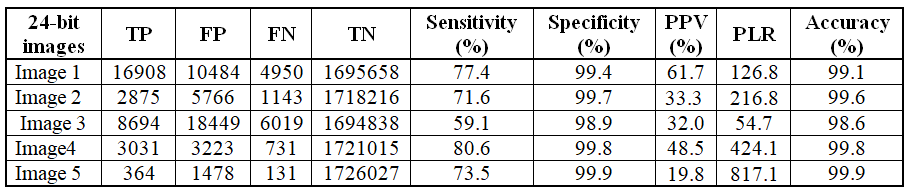 24-bit images TP FP FN TN Sensitivity (%) Specificity (%) PPV (%) PLR Accuracy (%)
Image 1 16908 10484 4950 1695658 77.4 99.4 61.7 126.8 99.1
Image 2 2875 5766 1143 1718216 71.6 99.7 33.3 216.8 99.6
Image 3 8694 18449 6019 1694838 59.1 98.9 32.0 54.7 98.6
Image4 3031 3223 731 1721015 80.6 99.8 48.5 424.1 99.8
Image 5 364 1478 131 1726027 73.5 99.9 19.8 817.1 99.9